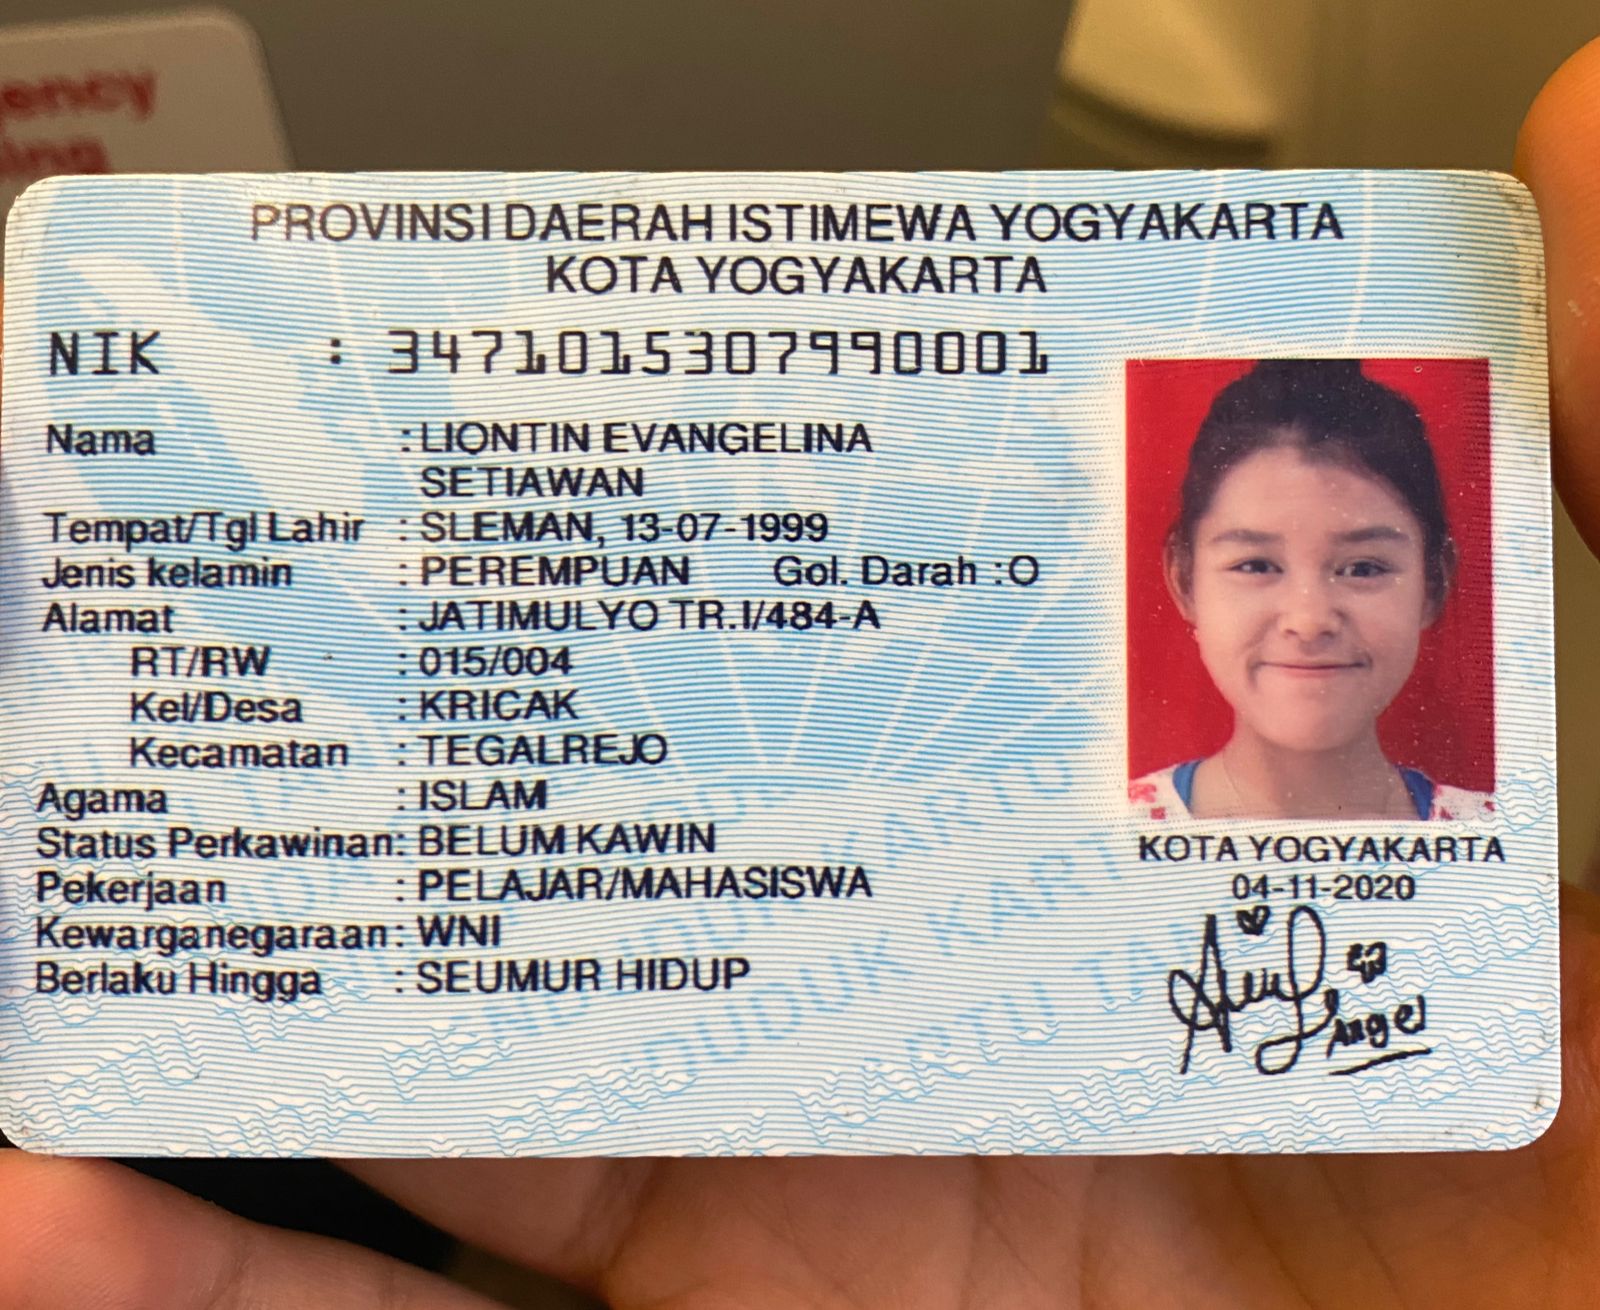 PROVINSI DAERAH ISTIMEWA YOGYAKARTA
KOTA YOGYAKARTA
NIK : 3471015307990001
Nama : LIONTIN EVANGELINA
SETIAWAN
Tempat/Tgl Lahir : SLEMAN, 13-07-1999
Jenis kelamin : PEREMPUAN Gol. Darah : O
Alamat : JATIMULYO TR.I/484-A
RT/RW : 015/004
Kel/Desa : KRICAK
Kecamatan : TEGALREJO
Agama : ISLAM
Status Perkawinan: BELUM KAWIN
Pekerjaan : PELAJAR/MAHASISWA
Kewarganegaraan: WNI
Berlaku Hingga : SEUMUR HIDUP
KOTA YOGYAKARTA
04-11-2020
Angel